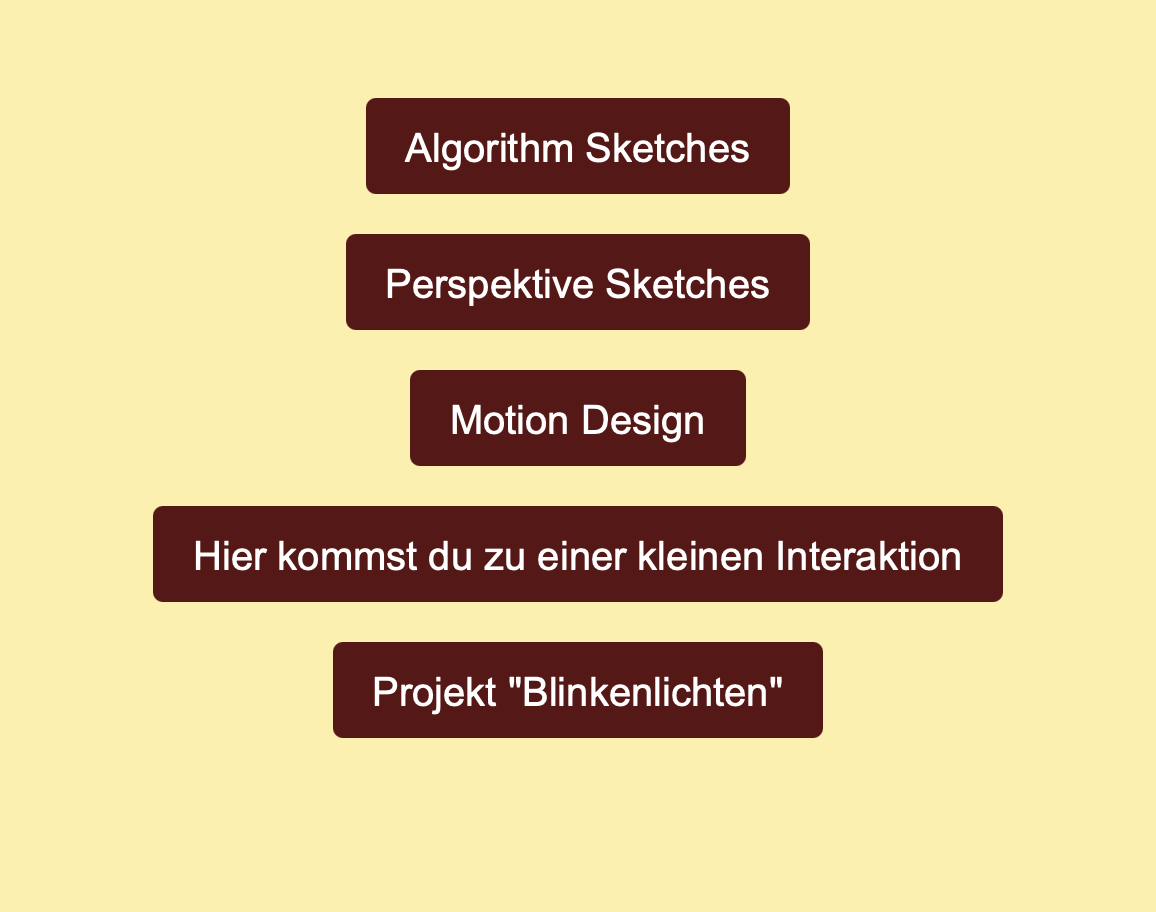 Algorithm Sketches
Perspektive Sketches
Motion Design
Hier kommst du zu einer kleinen Interaktion
Projekt "Blinkenlichten"